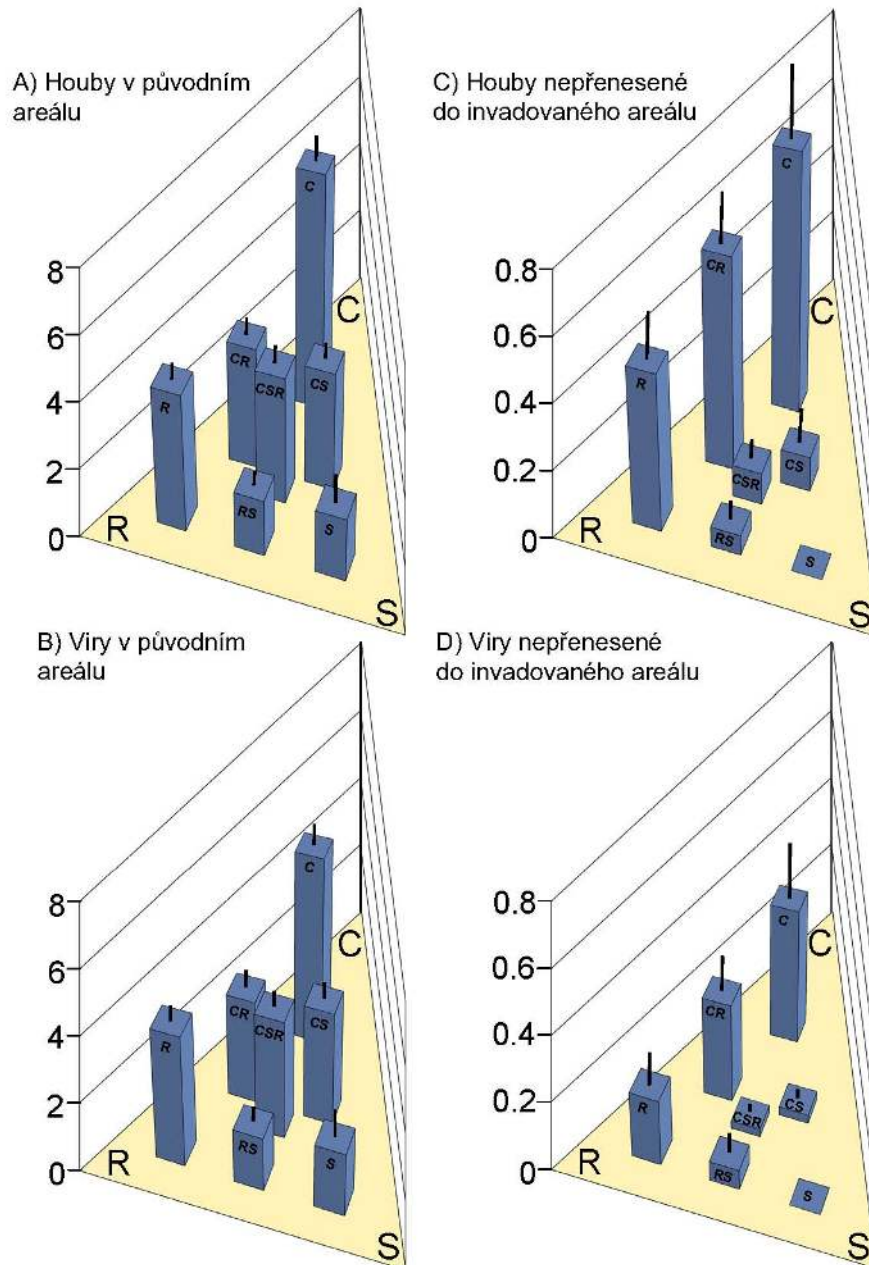 A) Houby v původním
areálu
8
6
4
2
0
C
CR
CSR
CS
R
RS
S
C
R
S
C) Houby nepřenesené
do invadovaného areálu
0.8
0.6
0.4
0.2
0
C
CR
R
CSR
CS
RS
S
C
R
S
B) Viry v původním
areálu
8
6
4
2
0
C
CR
CSR
CS
R
RS
S
C
R
S
D) Viry nepřenesené
do invadovaného areálu
0.8
0.6
0.4
0.2
0
C
CR
R
CSR
CS
RS
S
C
R
S